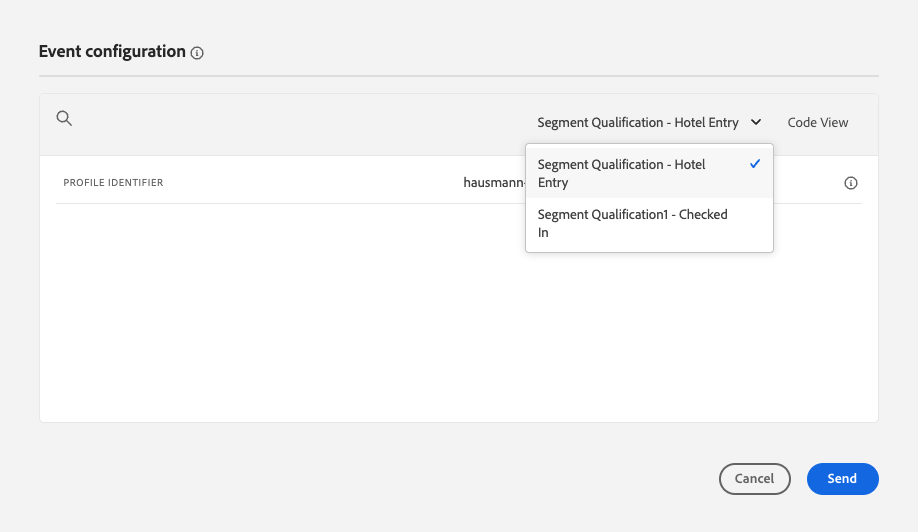 Event configuration
Segment Qualification - Hotel Entry
Code View
PROFILE IDENTIFIER
hausmann-
Segment Qualification - Hotel
Entry
Segment Qualification1 - Checked
In
Cancel
Send